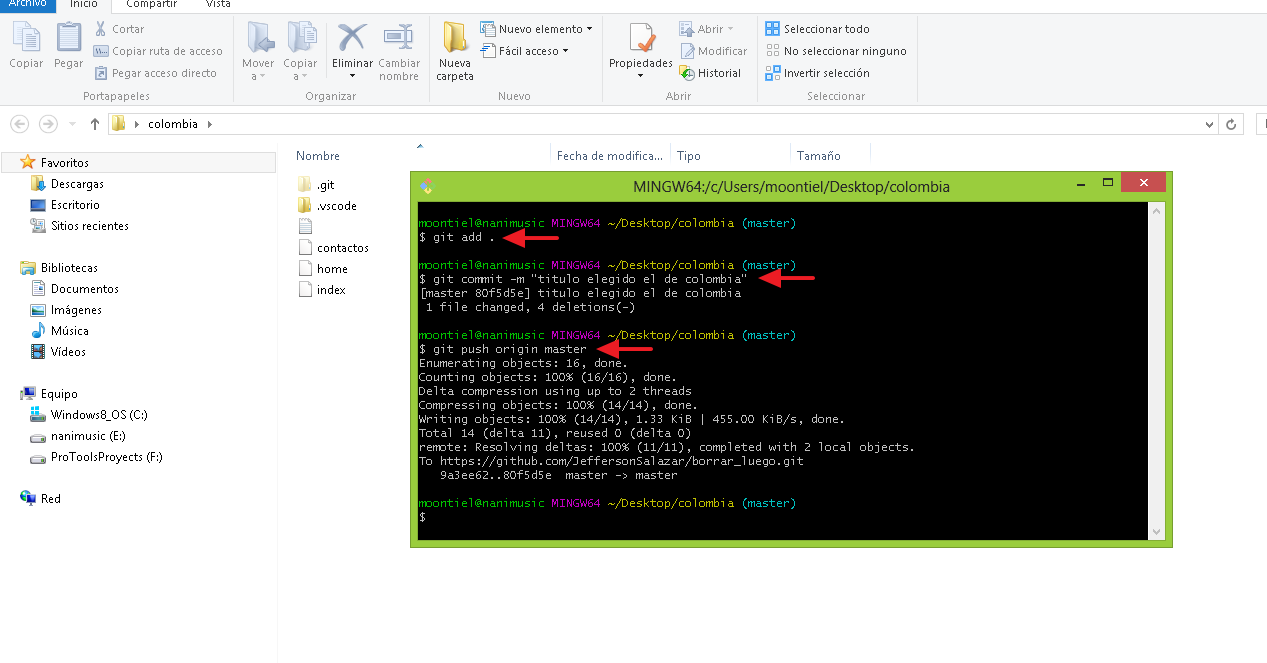 Archivo Inicio Compartir Vista
Copiar
Pegar
Cortar
Copiar ruta de acceso
Pegar acceso directo
Portapapeles
Mover a
Copiar a
Eliminar
Cambiar nombre
Organizar
Nueva carpeta
Nuevo elemento
Fácil acceso
Nuevo
Propiedades
Abrir
Modificar
Historial
Abrir
Seleccionar todo
No seleccionar ninguno
Invertir selección
Seleccionar
colombia
Favoritos
Descargas
Escritorio
Sitios recientes
Bibliotecas
Documentos
Imágenes
Música
Vídeos
Equipo
Windows8_OS (C:)
nanimusic (E:)
ProToolsProyects (F:)
Red
Nombre Fecha de modifica... Tipo Tamaño
.git
.vscode
contactos
home
index
MINGW64:/c/Users/moontiel/Desktop/colombia
moontiel@nanimusic MINGW64 ~/Desktop/colombia (master)
$ git add .
moontiel@nanimusic MINGW64 ~/Desktop/colombia (master)
$ git commit -m "titulo elegido el de colombia"
[master 80f5d5e] titulo elegido el de colombia
1 file changed, 4 deletions(-)
moontiel@nanimusic MINGW64 ~/Desktop/colombia (master)
$ git push origin master
Enumerating objects: 16, done.
Counting objects: 100% (16/16), done.
Delta compression using up to 2 threads
Compressing objects: 100% (14/14), done.
Writing objects: 100% (14/14), 1.33 KiB | 455.00 KiB/s, done.
Total 14 (delta 11), reused 0 (delta 0)
remote: Resolving deltas: 100% (11/11), completed with 2 local objects.
To https://github.com/JeffersonSalazar/borrar_luego.git
9a3ee62..80f5d5e master -> master
moontiel@nanimusic MINGW64 ~/Desktop/colombia (master)
$